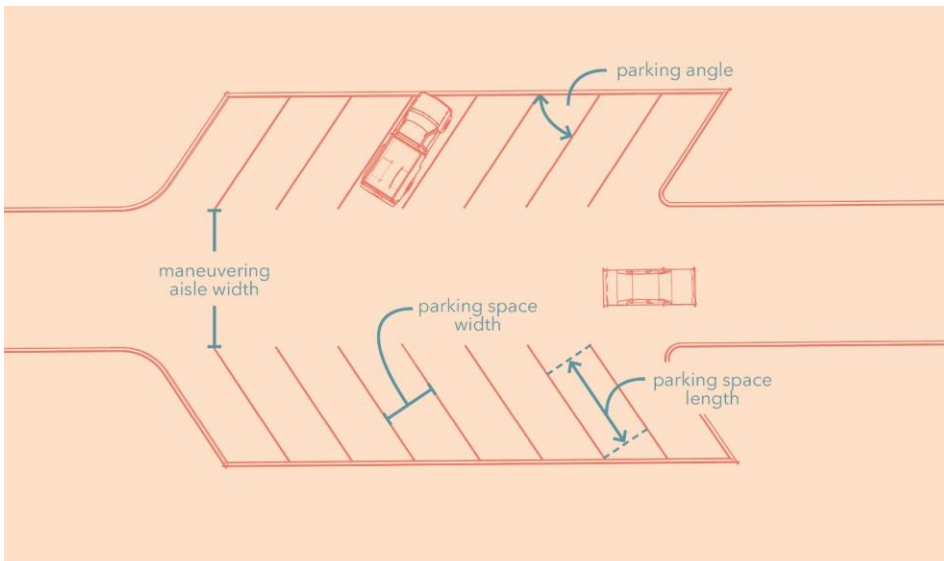 parking angle
maneuvering
aisle width
parking space
width
parking space
length